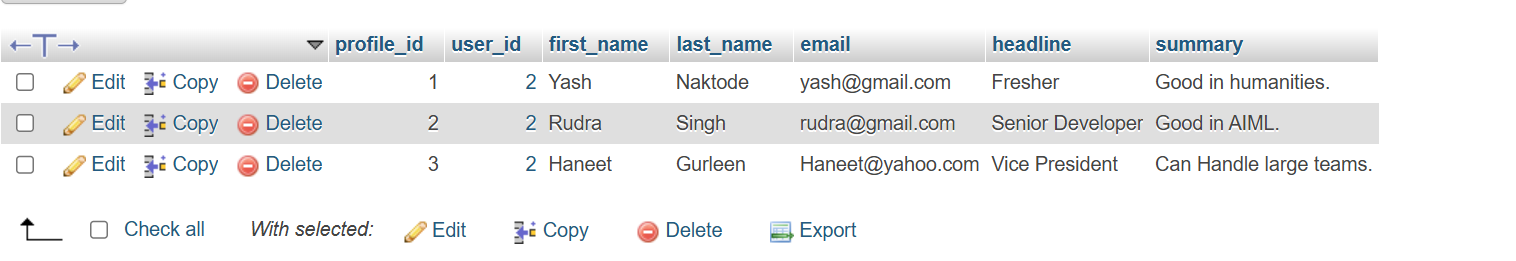 profile_id user_id first_name last_name email headline summary
Edit Copy Delete 1 2 Yash Naktode yash@gmail.com Fresher Good in humanities.
Edit Copy Delete 2 2 Rudra Singh rudra@gmail.com Senior Developer Good in AIML.
Edit Copy Delete 3 2 Haneet Gurleen Haneet@yahoo.com Vice President Can Handle large teams.
Check all With selected: Edit Copy Delete Export